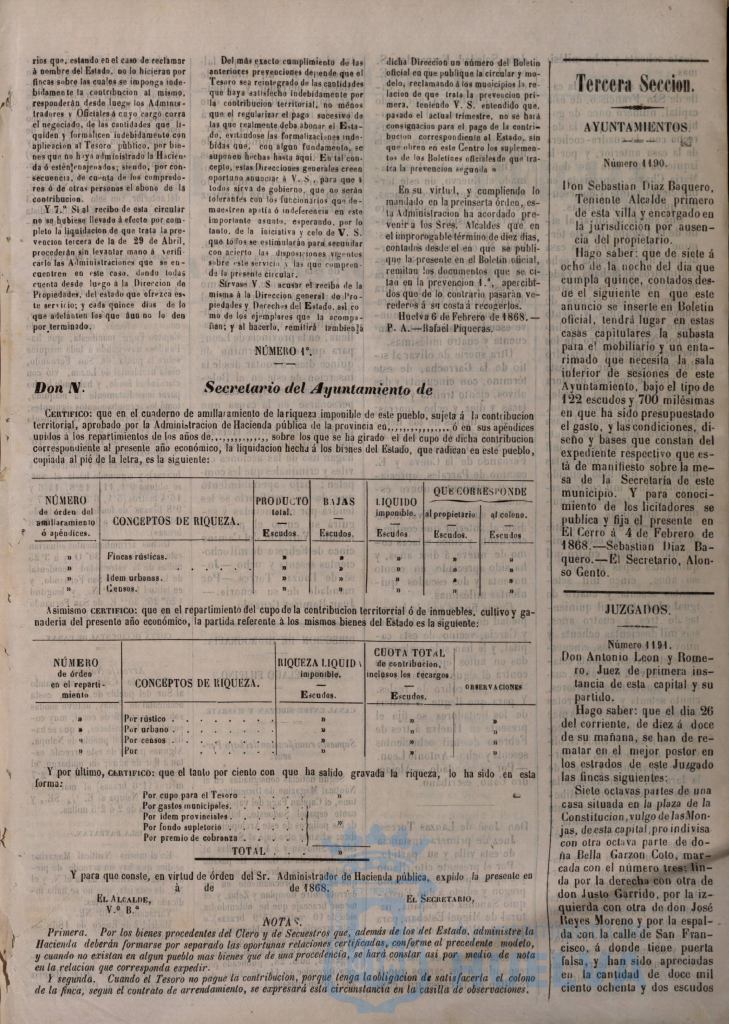 rios que, estando en el caso de reclamar
á nombre del Estado, no lo hicieran por
fincas sobre las cuales se imponga inde-
bidamente la contribucion al mismo,
responderán desde luego los Adminis-
tradores y Oficiales á cuyo cargo corra
el negociado, de las cantidades que li-
quiden y formalicen indebidamente con
aplicacion al Tesoro público, por bie-
nes que no haya administrado la Hacien-
da ó estén enajenados; siendo, por con-
secuencia, de cuenta de los comprado-
res ó de otras personas el abono de la
contribucion.
Y 7.ª Si al recibo de esta circular
no se hubiese llevado á efecto por com-
pleto la liquidacion de que trata la pre-
vencion tercera de la de 29 de Abril,
procederán sin levantar mano á verifi-
carlo las Administraciones que se en-
cuentren en este caso, dando todas
cuenta desde luego á la Direccion de
Propiedades, del estado que ofrezca es-
te servicio; y cada quince dias de lo
que adelanten los que aun no lo den
por terminado.
Del más exacto cumplimiento de las
anteriores prevenciones depende que el
Tesoro sea reintegrado de las cantidades
que haya satisfecho indebidamente por
la contribucion territorial, no ménos
que el regularizar el pago sucesivo de
las que realmente deba abonar el Esta-
do, evitándose las formalizaciones inde-
bidas que, con algun fundamento, se
suponen hechas hasta aquí. En tal con-
cepto, estas Direcciones generales creen
oportuno anunciar á V. S., para que á
todos sirva de gobierno, que no serán
tolerantes con los funcionarios que de-
muestren apatía ó indeferencia en este
importante asunto, esperando, por lo
tanto, de la iniciativa y celo de V. S.
que todos se estimularán para secundar
con acierto las disposiciones vigentes
sobre este servicio y las que compren-
de la presente circular.
Sírvase V. S. acusar el recibo de la
misma á la Direccion general de Pro-
piedades y Derechos del Estado, así co-
mo de los ejemplares que la acompa-
ñan; y al hacerlo, remitirá tambien á
dicha Direccion un número del Boletin
oficial en que publique la circular y mo-
delo, reclamando á los municipios la re-
lacion de que trata la prevencion pri-
mera, teniendo V. S. entendido que,
pasado el actual trimestre, no se hará
consignacion para el pago de la contri-
bucion correspondiente al Estado, sin
que obren en este Centro los suplemen-
tos de los Boletines oficiales de que tra-
ta la prevencion segunda »
En su virtud, y cumpliendo lo
mandado en la preinserta órden, es-
ta Administracion ha acordado pre-
venir a los Sres. Alcaldes que en
el improrogable término de diez dias,
contados desde el en que se publi-
que la presente en el Boletin oficial,
remitan los documentos que se ci-
tan en la prevencion 1.ª, apercibi-
dos que de lo contrario pasarán ve-
rederos á su costa á recogerlos.
Huelva 6 de Febrero de 1868.—
P. A.—Rafael Piqueras.
NÚMERO 1º.
Don N. Secretario del Ayuntamiento de
CERTIFICO: que en el cuaderno de amillaramiento de la riqueza imponible de este pueblo, sujeta á la contribucion
territorial, aprobado por la Administracion de Hacienda pública de la provincia en,,,,,,,,,,,,,,,,, ó en sus apéndices
unidos a los repartimientos de los años de,,,,,,,,,,,,,, sobre los que se ha girado el del cupo de dicha contribucion
correspondiente al presente año económico, la liquidacion hecha á los bienes del Estado, que radican en este pueblo,
copiada al pié de la letra, es la siguiente:
NÚMERO de órden del amillaramiento ó apéndices. CONCEPTOS DE RIQUEZA. PRODUCTO total. — Escudos. BAJAS — Escudos. LIQUIDO imponible. — Escudos QUE CORRESPONDE al propietario — Escudos. al colono. — Escudos
» Fincas rústicas. » » » » »
» . . . . . » » » » »
» Idem urbanas. » » » » »
» Censos. » » » » »
Asimismo CERTIFICO: que en el repartimiento del cupo de la contribucion territorrial ó de inmuebles, cultivo y ga-
naderia del presente año económico, la partida referente á los mismos bienes del Estado es la siguiente:
NÚMERO de órden en el reparti- miento CONCEPTOS DE RIQUEZA. RIQUEZA LIQUIDA imponible. — Escudos. CUOTA TOTAL de contribucion, inclusos los recargos. — Escudos. OBSERVACIONES
» Por rústico . . . . . . . . » » »
» Por urbano . . . . . . . . » » »
» Por censos . . . . . . . . » » »
» Por . . . . . . . . » » »
Y por último, CERTIFICO: que el tanto por ciento con que ha salido gravada la riqueza, lo ha sido en esta
forma:
Por cupo para el Tesoro . . . »
Por gastos municipales. . . . .
Por idem provinciales. . . . .
Por fondo supletorio . . . . . »
Por premio de cobranza . . . .
TOTAL . . . »
Y para que conste, en virtud de órden del Sr. Administrador de Hacienda pública, expido la presente en
á de de 1868.
EL ALCALDE, EL SECRETARIO,
V.º B.º
NOTAS.
Primera. Por los bienes procedentes del Clero y de Secuestros que, además de los del Estado, administre la
Hacienda deberán formarse por separado las oportunas relaciones certificadas, conforme al precedente modelo,
y cuando no existan en algun pueblo mas bienes que de una procedencia, se hará constar asi por medio de nota
en la relacion que corresponda expedir.
Y segunda. Cuando el Tesoro no pague la contribucion, porque tenga la obligacion de satisfacerla el colono
de la finca, segun el contrato de arrendamiento, se expresará esta circunstancia en la casilla de observaciones.
Tercera Seccion.
AYUNTAMIENTOS.
Número 1190.
Don Sebastian Diaz Baquero,
Teniente Alcalde primero
de esta villa y encargado en
la jurisdiccion por ausen-
cia del propietario.
Hago saber: que de siete á
ocho de la noche del dia que
cumpla quince, contados des-
de el siguiente en que este
anuncio se inserte en Boletin
oficial, tendrá lugar en estas
casas capitulares la subasta
para el mobiliario y un enta-
rimado que necesita la sala
inferior de sesiones de este
Ayuntamiento, bajo el tipo de
122 escudos y 700 milésimas
en que ha sido presupuestado
el gasto, y las condiciones, di-
seño y bases que constan del
expediente respectivo que es-
tá de manifiesto sobre la me-
sa de la Secretaría de este
municipio. Y para conoci-
miento de los licitadores se
publica y fija el presente en
El Cerro á 4 de Febrero de
1868.—Sebastian Diaz Ba-
quero.—El Secretario, Alon-
so Gento.
JUZGADOS.
Número 1191.
Don Antonio Leon y Rome-
ro, Juez de primera ins-
tancia de esta capital y su
partido.
Hago saber: que el dia 26
del corriente, de diez á doce
de su mañana, se han de re-
matar en el mejor postor en
los estrados de este Juzgado
las fincas siguientes:
Siete octavas partes de una
casa situada en la plaza de la
Constitucion, vulgo de las Mon-
jas, de esta capital, pro indivisa
con otra octava parte de do-
ña Bella Garzon Coto, mar-
cada con el número tres: lin-
da por la derecha con otra de
don Justo Garrido, por la iz-
quierda con otra de don José
Reyes Moreno y por la espal-
da con la calle de San Fran-
cisco, á donde tiene puerta
falsa, y han sido apreciadas
en la cantidad de doce mil
ciento ochenta y dos escudos